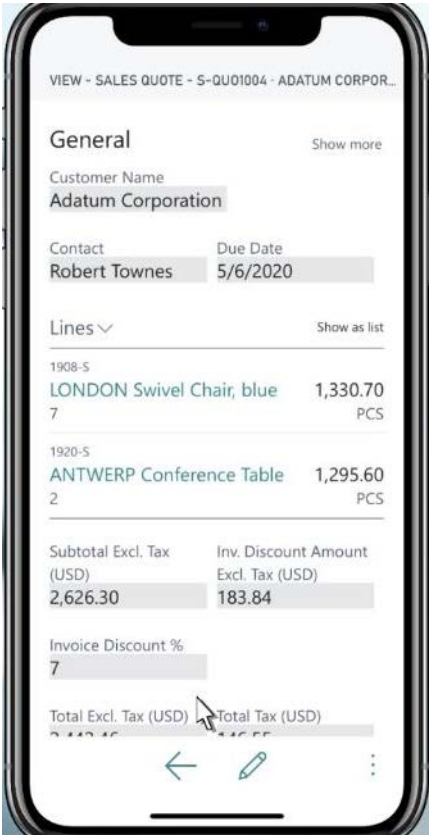 VIEW - SALES QUOTE - S-QUO1004 · ADATUM CORPOR...
General
Show more
Customer Name
Adatum Corporation
Contact Due Date
Robert Townes 5/6/2020
Lines
Show as list
1908-S
LONDON Swivel Chair, blue 1,330.70
7 PCS
1920-S
ANTWERP Conference Table 1,295.60
2 PCS
Subtotal Excl. Tax Inv. Discount Amount
(USD) Excl. Tax (USD)
2,626.30 183.84
Invoice Discount %
7
Total Excl. Tax (USD) Total Tax (USD)